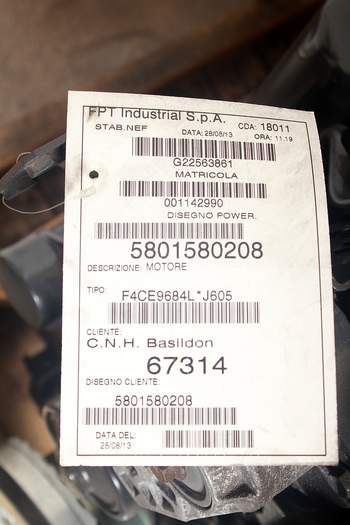 FPT Industrial S.p.A.
STAB.NEF DATA: 28/08/13 CDA: 18011
ORA: 11:19
G22563861
MATRICOLA
001142990
DISEGNO POWER.
5801580208
DESCRIZIONE: MOTORE
TIPO: F4CE9684L*J605
CLIENTE:
C.N.H. Basildon
67314
DISEGNO CLIENTE:
5801580208
DATA DEL:
28/08/13